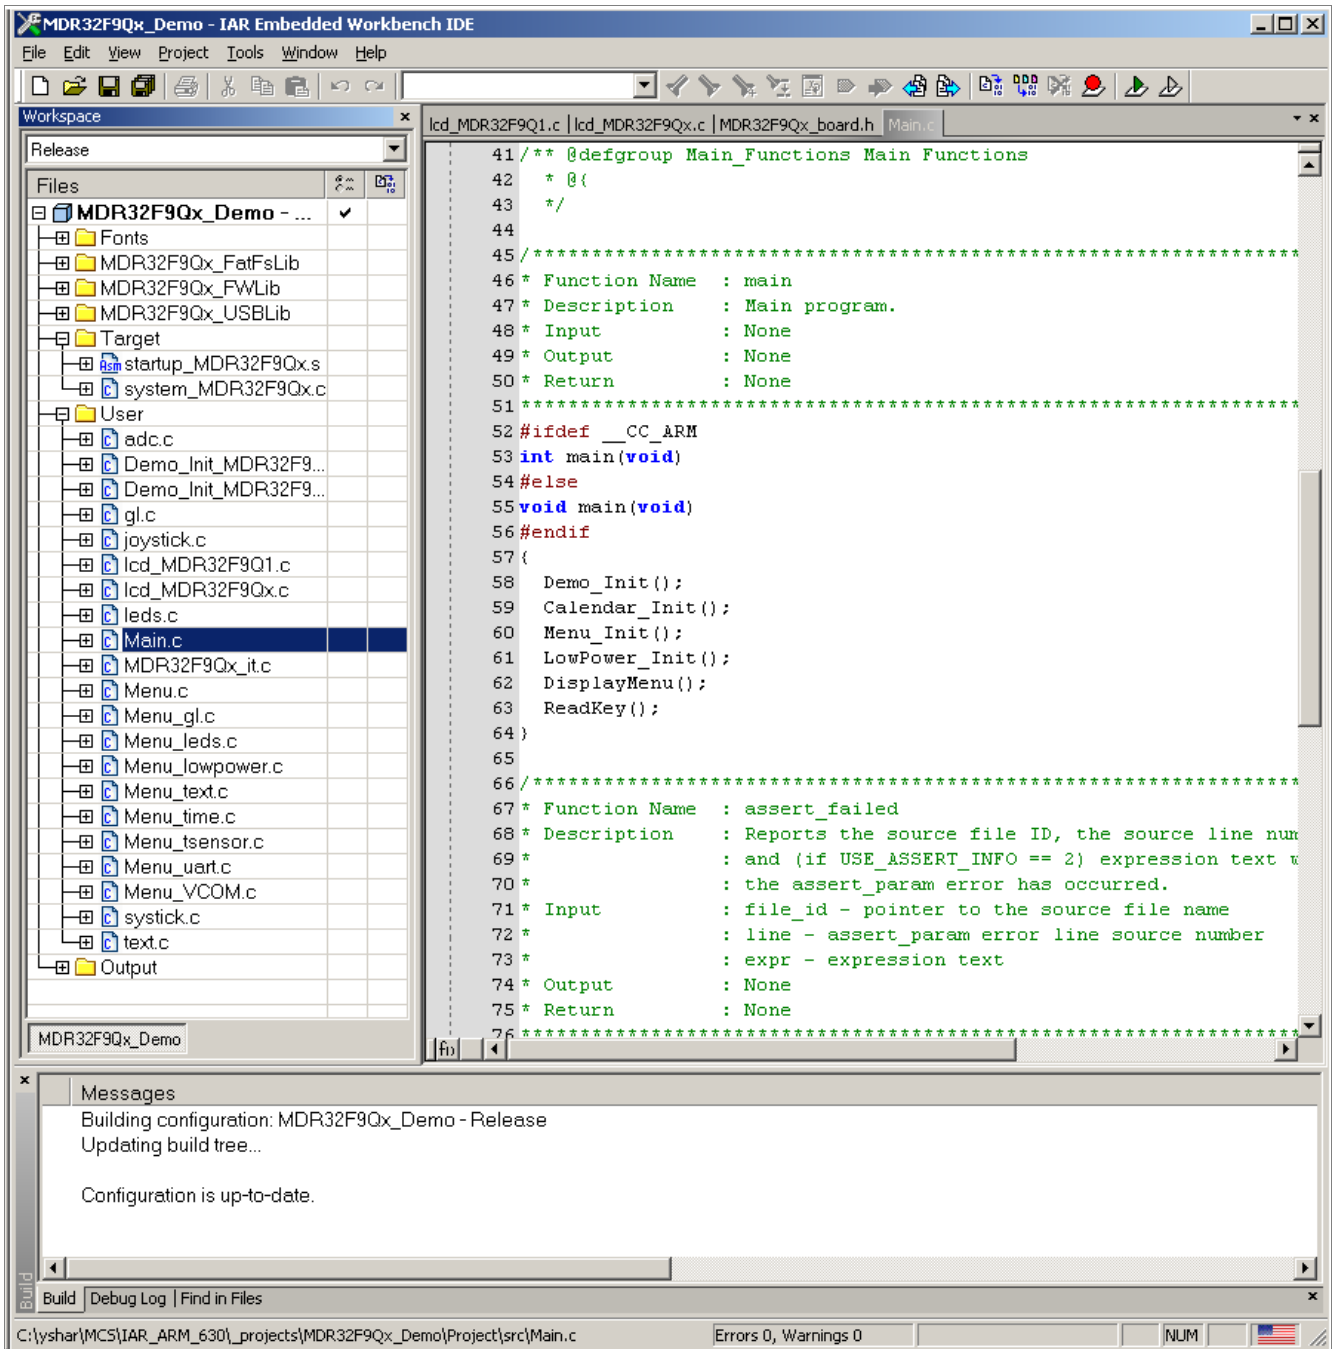 MDR32F9Qx_Demo - IAR Embedded Workbench IDE
File Edit View Project Tools Window Help
Workspace
Release
Files
MDR32F9Qx_Demo - ...
Fonts
MDR32F9Qx_FatFsLib
MDR32F9Qx_FWLib
MDR32F9Qx_USBLib
Target
startup_MDR32F9Qx.s
system_MDR32F9Qx.c
User
adc.c
Demo_Init_MDR32F9...
Demo_Init_MDR32F9...
gl.c
joystick.c
lcd_MDR32F9Q1.c
lcd_MDR32F9Qx.c
leds.c
Main.c
MDR32F9Qx_it.c
Menu.c
Menu_gl.c
Menu_leds.c
Menu_lowpower.c
Menu_text.c
Menu_time.c
Menu_tsensor.c
Menu_uart.c
Menu_VCOM.c
systick.c
text.c
Output
MDR32F9Qx_Demo
lcd_MDR32F9Q1.c | lcd_MDR32F9Qx.c | MDR32F9Qx_board.h Main.c
41 /** @defgroup Main_Functions Main Functions
42 * @{
43 */
44
45 /******************************************************************
46 * Function Name : main
47 * Description : Main program.
48 * Input : None
49 * Output : None
50 * Return : None
51 ******************************************************************
52 #ifdef __CC_ARM
53 int main(void)
54 #else
55 void main(void)
56 #endif
57 {
58 Demo_Init();
59 Calendar_Init();
60 Menu_Init();
61 LowPower_Init();
62 DisplayMenu();
63 ReadKey();
64 }
65
66 /******************************************************************
67 * Function Name : assert_failed
68 * Description : Reports the source file ID, the source line num
69 * : and (if USE_ASSERT_INFO == 2) expression text w
70 * : the assert_param error has occurred.
71 * Input : file_id - pointer to the source file name
72 * : line - assert_param error line source number
73 * : expr - expression text
74 * Output : None
75 * Return : None
76 ******************************************************************
Messages
Building configuration: MDR32F9Qx_Demo - Release
Updating build tree...
Configuration is up-to-date.
Build
Build Debug Log | Find in Files
C:\yshar\MCS\IAR_ARM_630\_projects\MDR32F9Qx_Demo\Project\src\Main.c Errors 0, Warnings 0 NUM